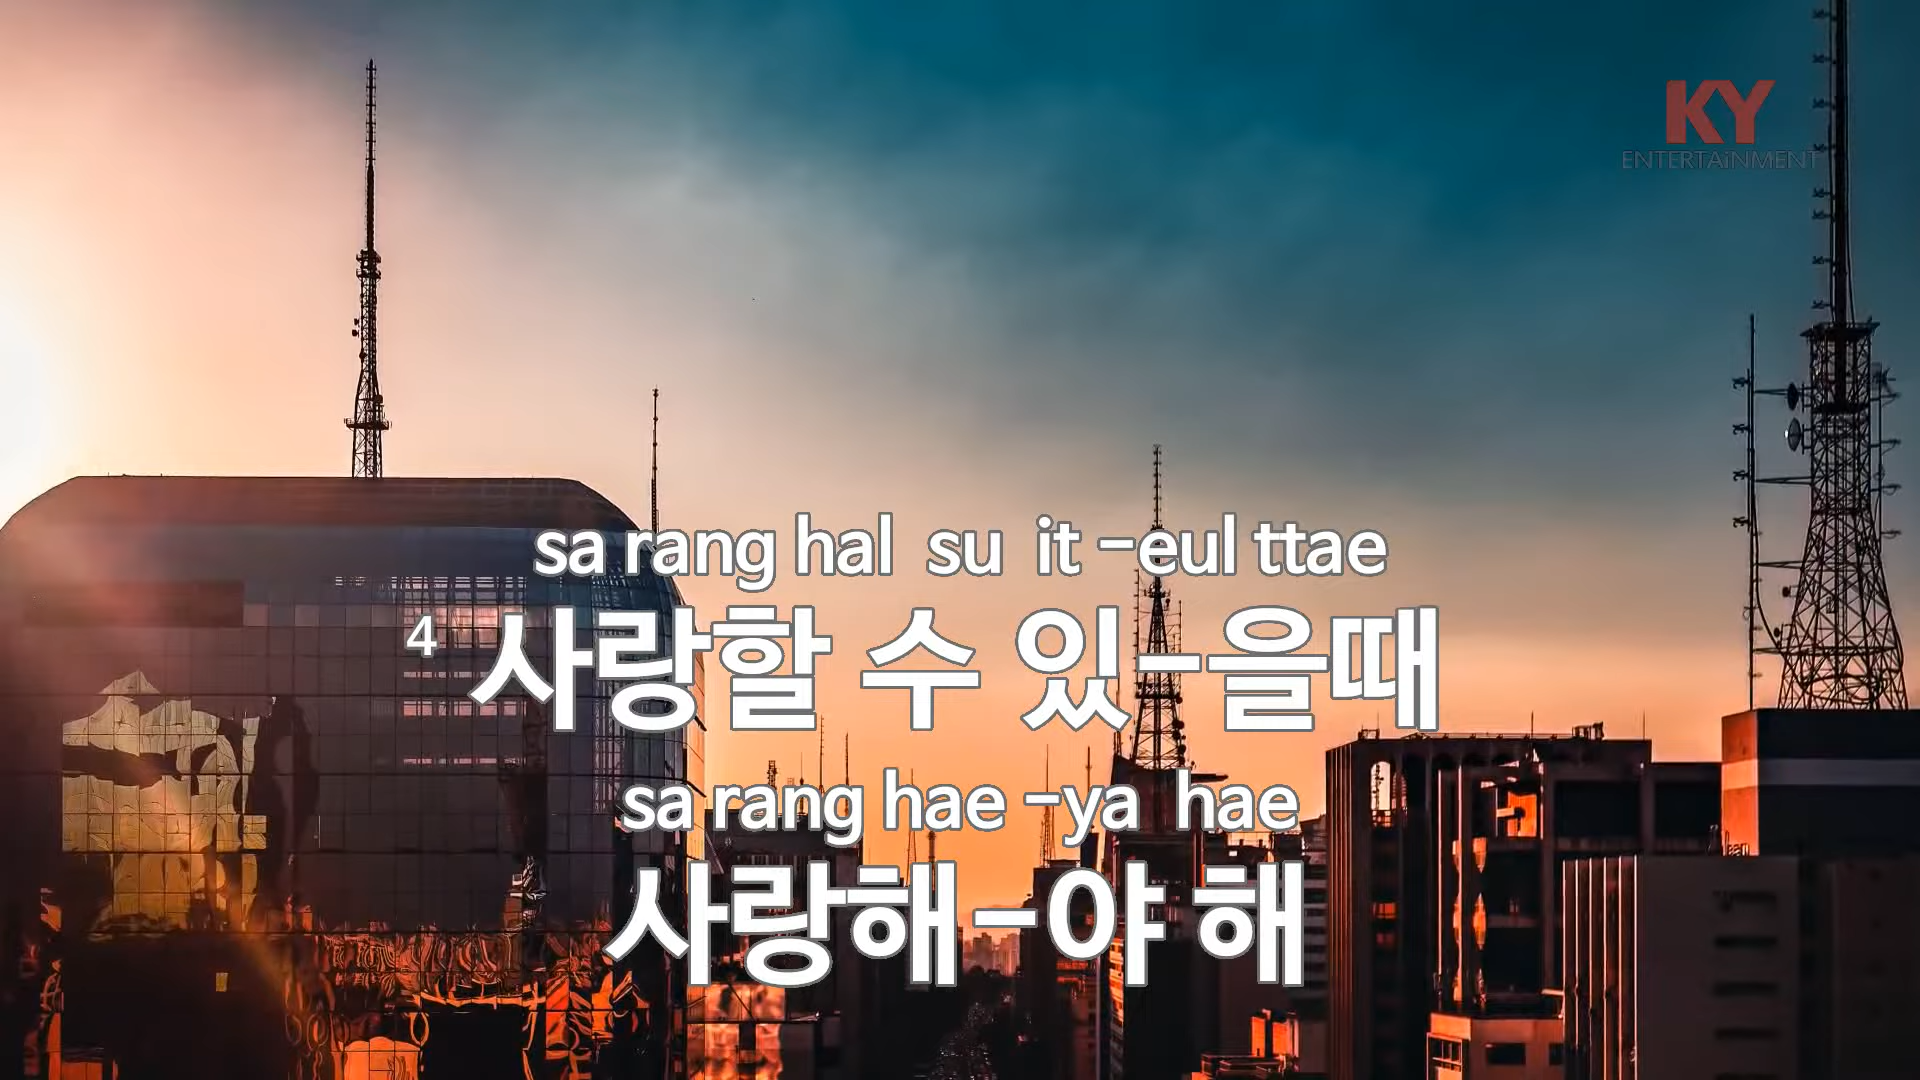 KY
ENTERTAiNMENT
sa rang hal su it -eul ttae
4 사랑할 수 있-을때
sa rang hae -ya hae
사랑해-야 해